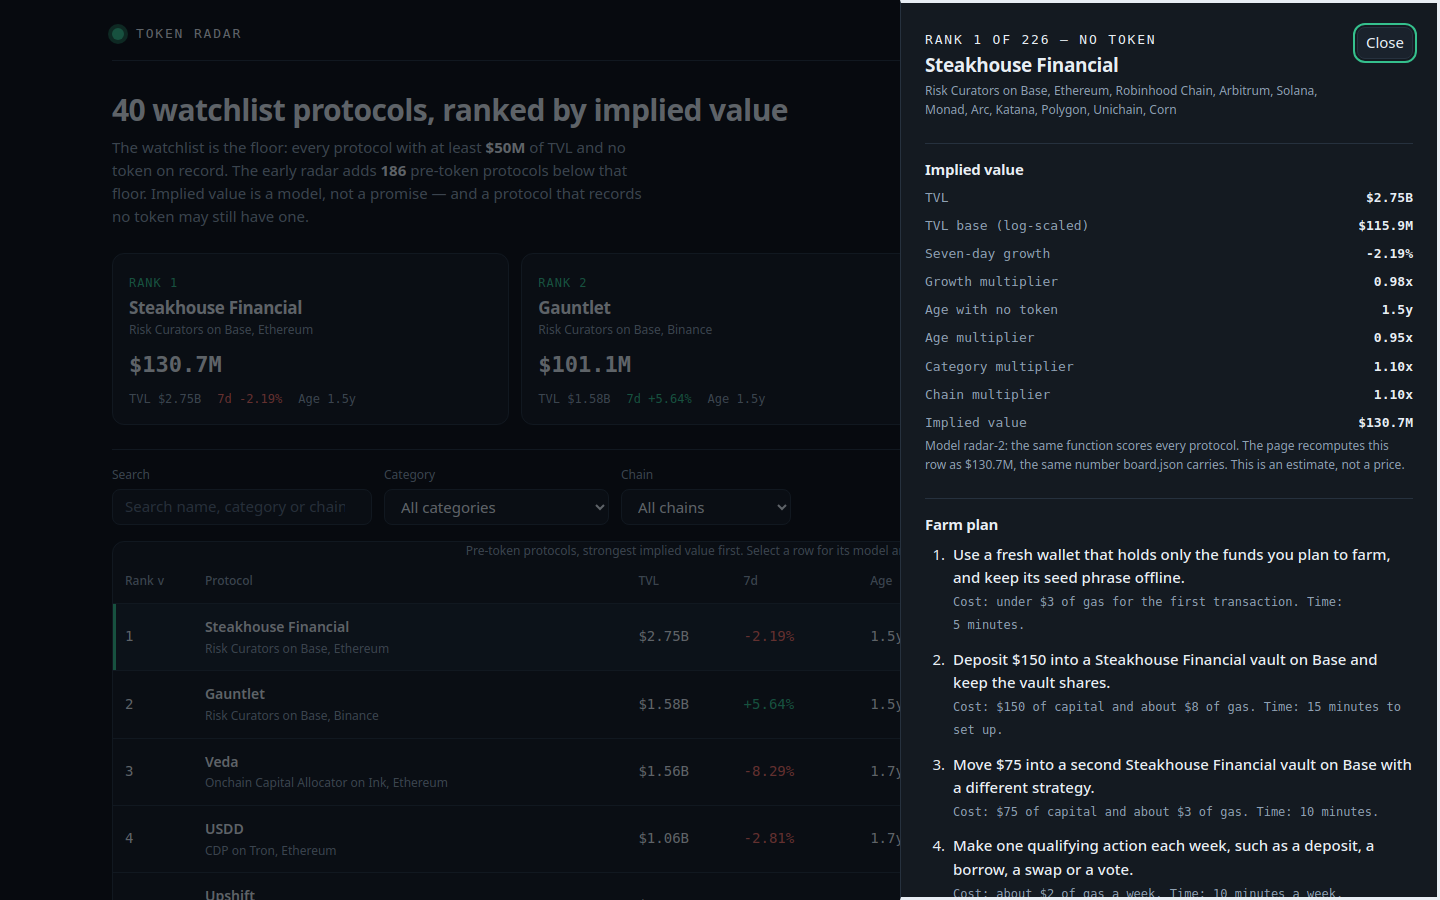 TOKEN RADAR
40 watchlist protocols, ranked by implied value
The watchlist is the floor: every protocol with at least $50M of TVL and no
token on record. The early radar adds 186 pre-token protocols below that
floor. Implied value is a model, not a promise — and a protocol that records
no token may still have one.
RANK 1
Steakhouse Financial
Risk Curators on Base, Ethereum
$130.7M
TVL $2.75B 7d -2.19% Age 1.5y
RANK 2
Gauntlet
Risk Curators on Base, Binance
$101.1M
TVL $1.58B 7d +5.64% Age 1.5y
Search
Category
Chain
Search name, category or chain
All categories
All chains
Pre-token protocols, strongest implied value first. Select a row for its model a
Rank v Protocol TVL 7d Age
1 Steakhouse Financial $2.75B -2.19% 1.5y
Risk Curators on Base, Ethereum
2 Gauntlet $1.58B +5.64% 1.5y
Risk Curators on Base, Binance
3 Veda $1.56B -8.29% 1.7y
Onchain Capital Allocator on Ink, Ethereum
4 USDD $1.06B -2.81% 1.7y
CDP on Tron, Ethereum
Upshift
RANK 1 OF 226 — NO TOKEN
Close
Steakhouse Financial
Risk Curators on Base, Ethereum, Robinhood Chain, Arbitrum, Solana,
Monad, Arc, Katana, Polygon, Unichain, Corn
Implied value
TVL $2.75B
TVL base (log-scaled) $115.9M
Seven-day growth -2.19%
Growth multiplier 0.98x
Age with no token 1.5y
Age multiplier 0.95x
Category multiplier 1.10x
Chain multiplier 1.10x
Implied value $130.7M
Model radar-2: the same function scores every protocol. The page recomputes this
row as $130.7M, the same number board.json carries. This is an estimate, not a price.
Farm plan
1. Use a fresh wallet that holds only the funds you plan to farm,
and keep its seed phrase offline.
Cost: under $3 of gas for the first transaction. Time:
5 minutes.
2. Deposit $150 into a Steakhouse Financial vault on Base and
keep the vault shares.
Cost: $150 of capital and about $8 of gas. Time: 15 minutes to
set up.
3. Move $75 into a second Steakhouse Financial vault on Base with
a different strategy.
Cost: $75 of capital and about $3 of gas. Time: 10 minutes.
4. Make one qualifying action each week, such as a deposit, a
borrow, a swap or a vote.
Cost: about $2 of gas a week. Time: 10 minutes a week.